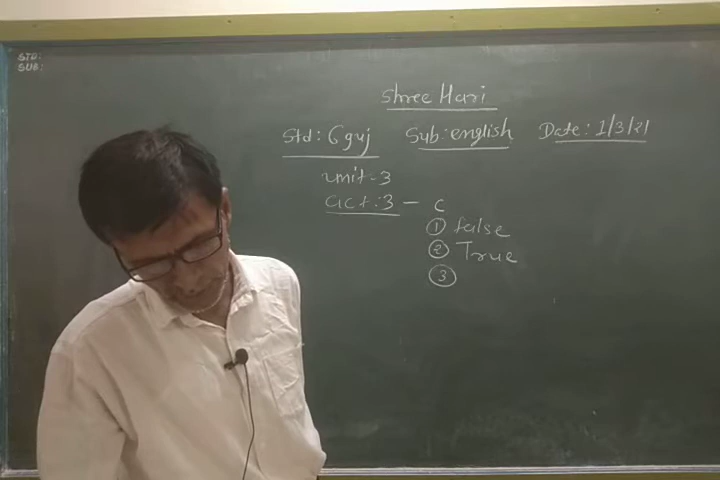 STD:
SUB:
Shree Hari
Std: 6 guj Sub: english Date: 1/3/21
unit-3
act:3 - C
① false
② True
③